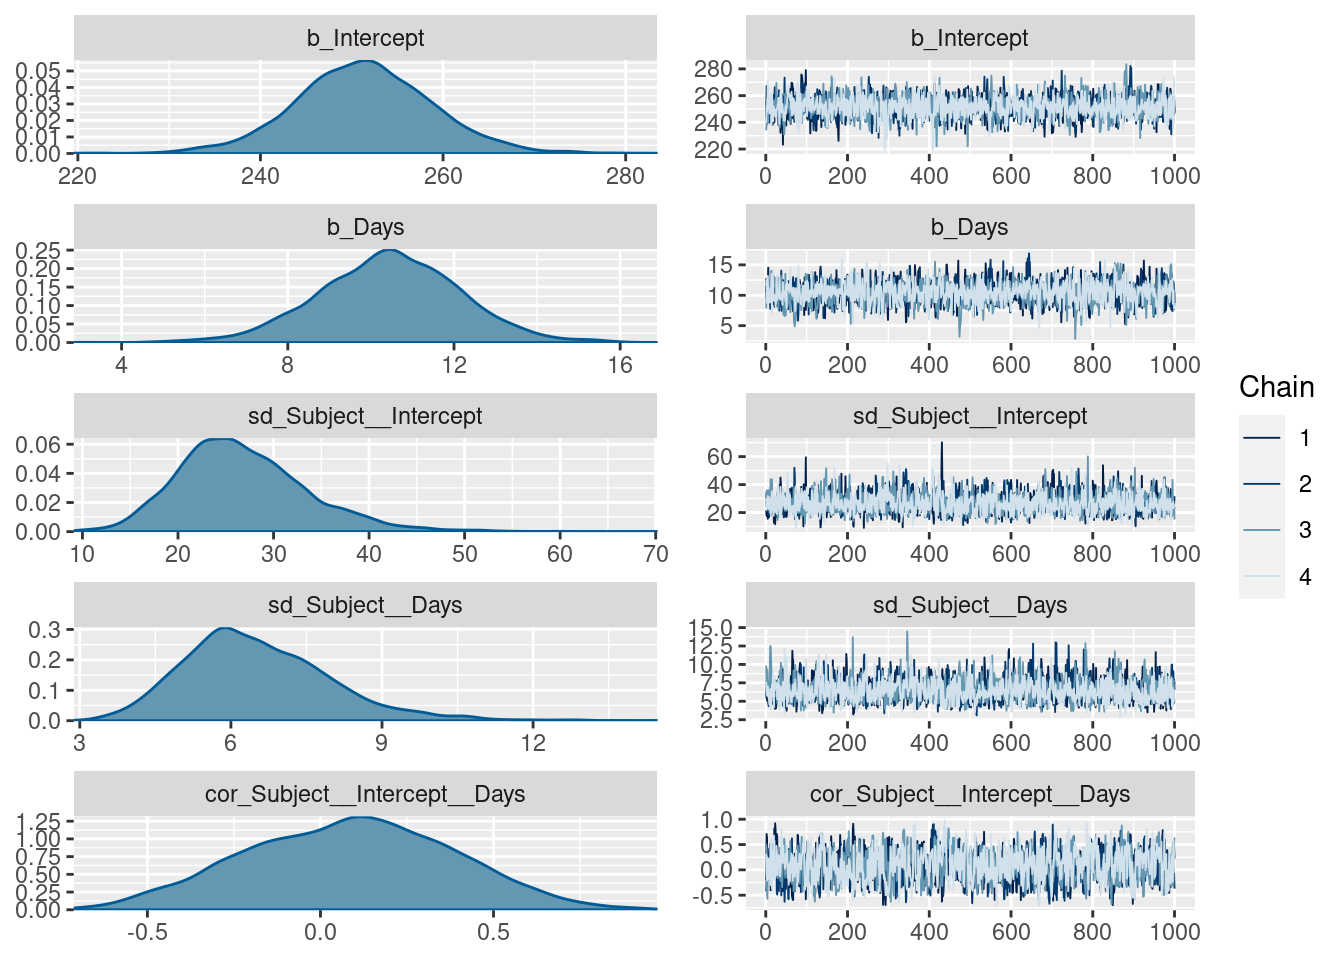 b_Intercept
0.05
0.04
0.03
0.02
0.01
0.00
220 240 260 280
b_Intercept
280
260
240
220
0 200 400 600 800 1000
b_Days
0.25
0.20
0.15
0.10
0.05
0.00
4 8 12 16
b_Days
15
10
5
0 200 400 600 800 1000
sd_Subject__Intercept
0.06
0.04
0.02
0.00
10 20 30 40 50 60 70
sd_Subject__Intercept
60
40
20
0 200 400 600 800 1000
sd_Subject__Days
0.3
0.2
0.1
0.0
3 6 9 12
sd_Subject__Days
15.0
12.5
10.0
7.5
5.0
2.5
0 200 400 600 800 1000
cor_Subject__Intercept__Days
1.25
1.00
0.75
0.50
0.25
0.00
-0.5 0.0 0.5
cor_Subject__Intercept__Days
1.0
0.5
0.0
-0.5
0 200 400 600 800 1000
Chain
1
2
3
4